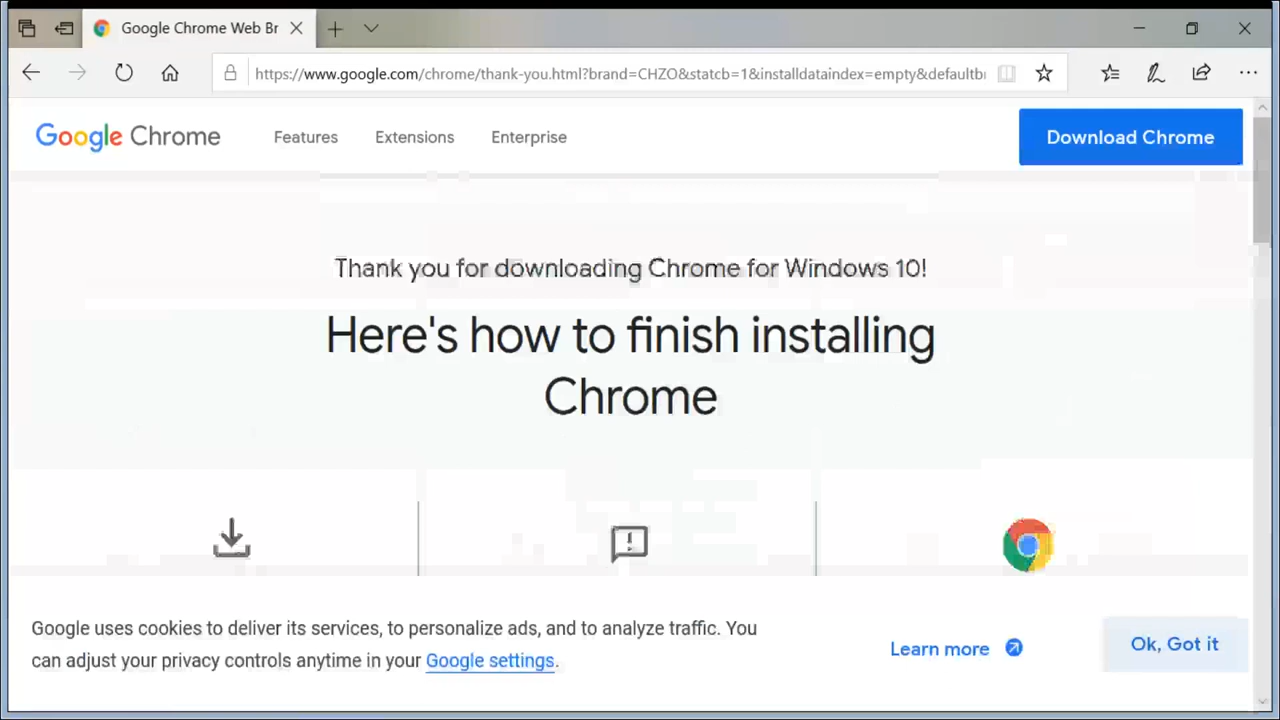 Google Chrome Web Br
https://www.google.com/chrome/thank-you.html?brand=CHZO&statcb=1&installdataindex=empty&defaultbr
Google Chrome
Features
Extensions
Enterprise
Download Chrome
Thank you for downloading Chrome for Windows 10!
Here's how to finish installing
Chrome
Google uses cookies to deliver its services, to personalize ads, and to analyze traffic. You
can adjust your privacy controls anytime in your Google settings.
Learn more
Ok, Got it